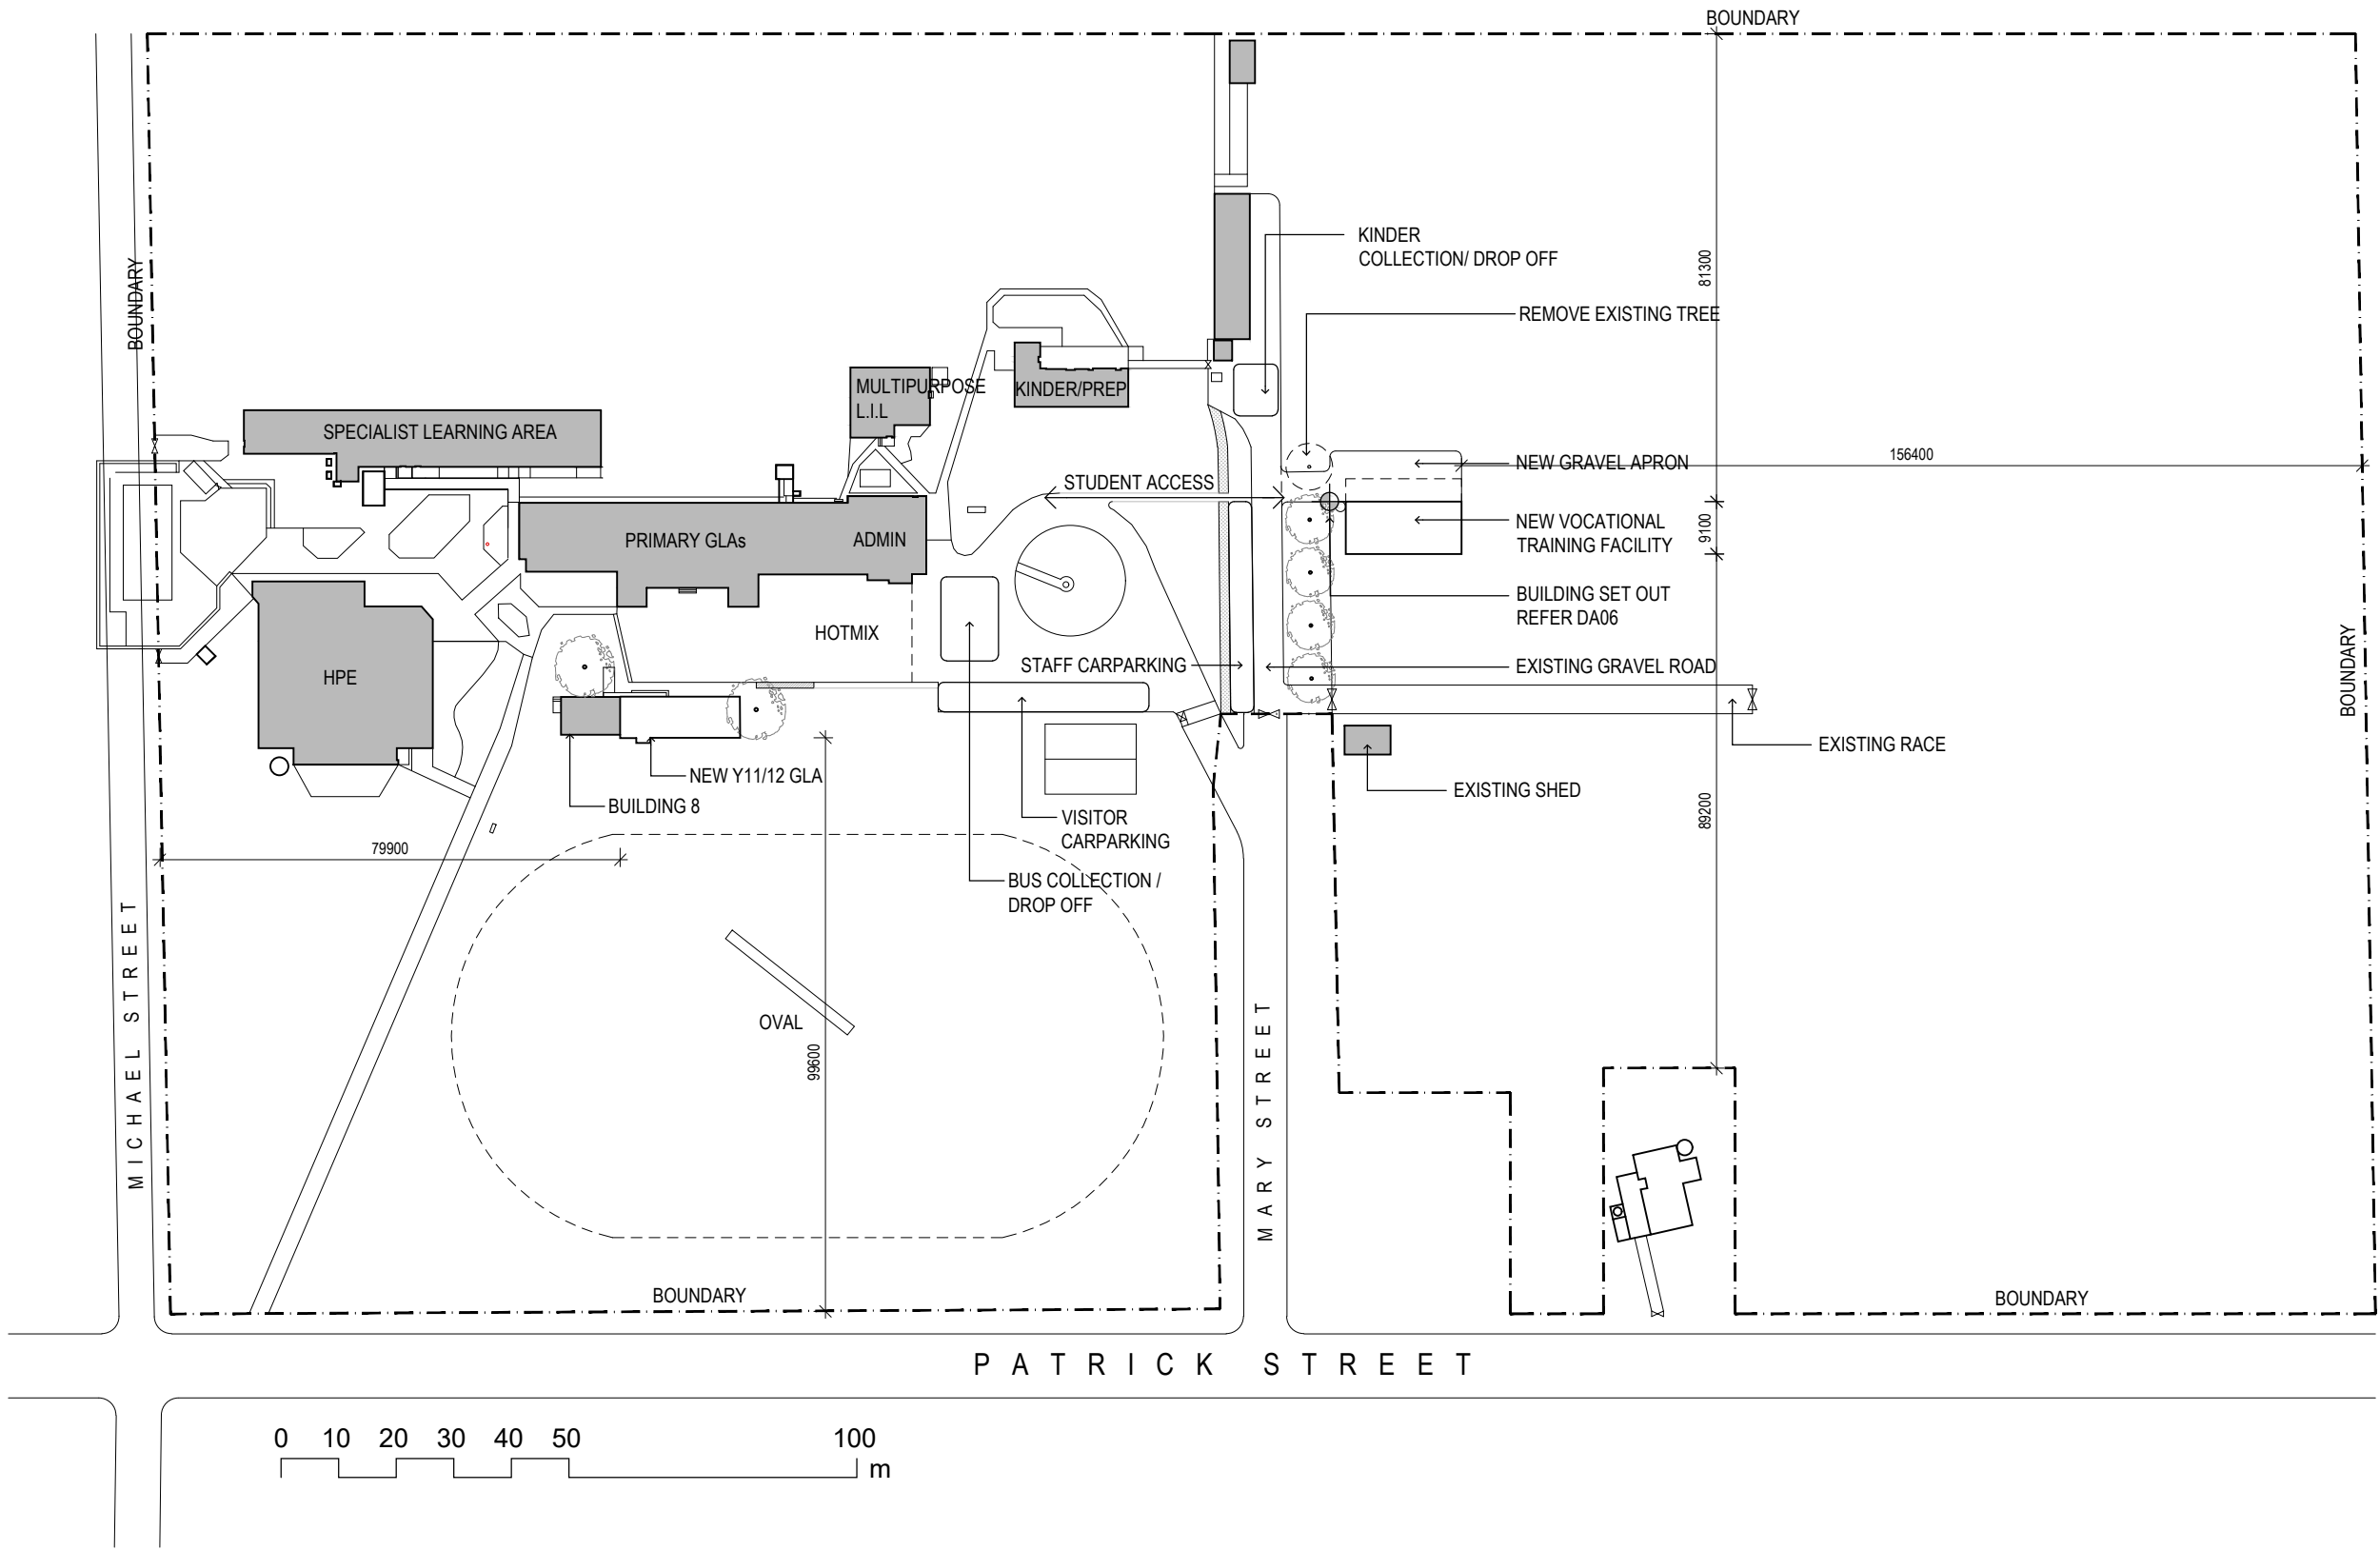 BOUNDARY
BOUNDARY
81300
KINDER
COLLECTION/ DROP OFF
REMOVE EXISTING TREE
MULTIPURPOSE
L.I.L
KINDER/PREP
SPECIALIST LEARNING AREA
156400
NEW GRAVEL APRON
STUDENT ACCESS
NEW VOCATIONAL
TRAINING FACILITY
9100
PRIMARY GLAs
ADMIN
BUILDING SET OUT
REFER DA06
HOTMIX
STAFF CARPARKING
EXISTING GRAVEL ROAD
BOUNDARY
HPE
EXISTING RACE
NEW Y11/12 GLA
BUILDING 8
EXISTING SHED
VISITOR
CARPARKING
89200
79900
BUS COLLECTION /
DROP OFF
MICHAEL STREET
OVAL
99600
MARY STREET
BOUNDARY
BOUNDARY
PATRICK STREET
0 10 20 30 40 50 100
m